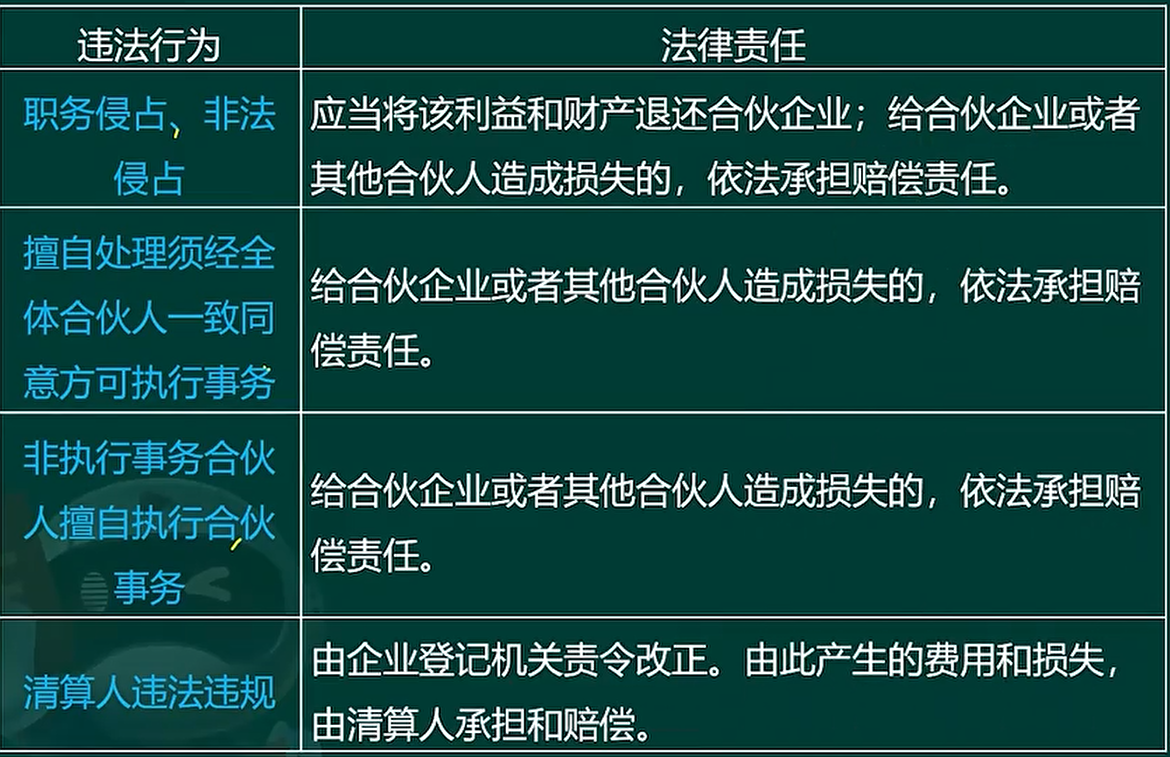 违法行为
法律责任
职务侵占、非法
侵占
应当将该利益和财产退还合伙企业；给合伙企业或者
其他合伙人造成损失的，依法承担赔偿责任。
擅自处理须经全
体合伙人一致同
意方可执行事务
给合伙企业或者其他合伙人造成损失的，依法承担赔
偿责任。
非执行事务合伙
人擅自执行合伙
事务
给合伙企业或者其他合伙人造成损失的，依法承担赔
偿责任。
清算人违法违规
由企业登记机关责令改正。由此产生的费用和损失，
由清算人承担和赔偿。